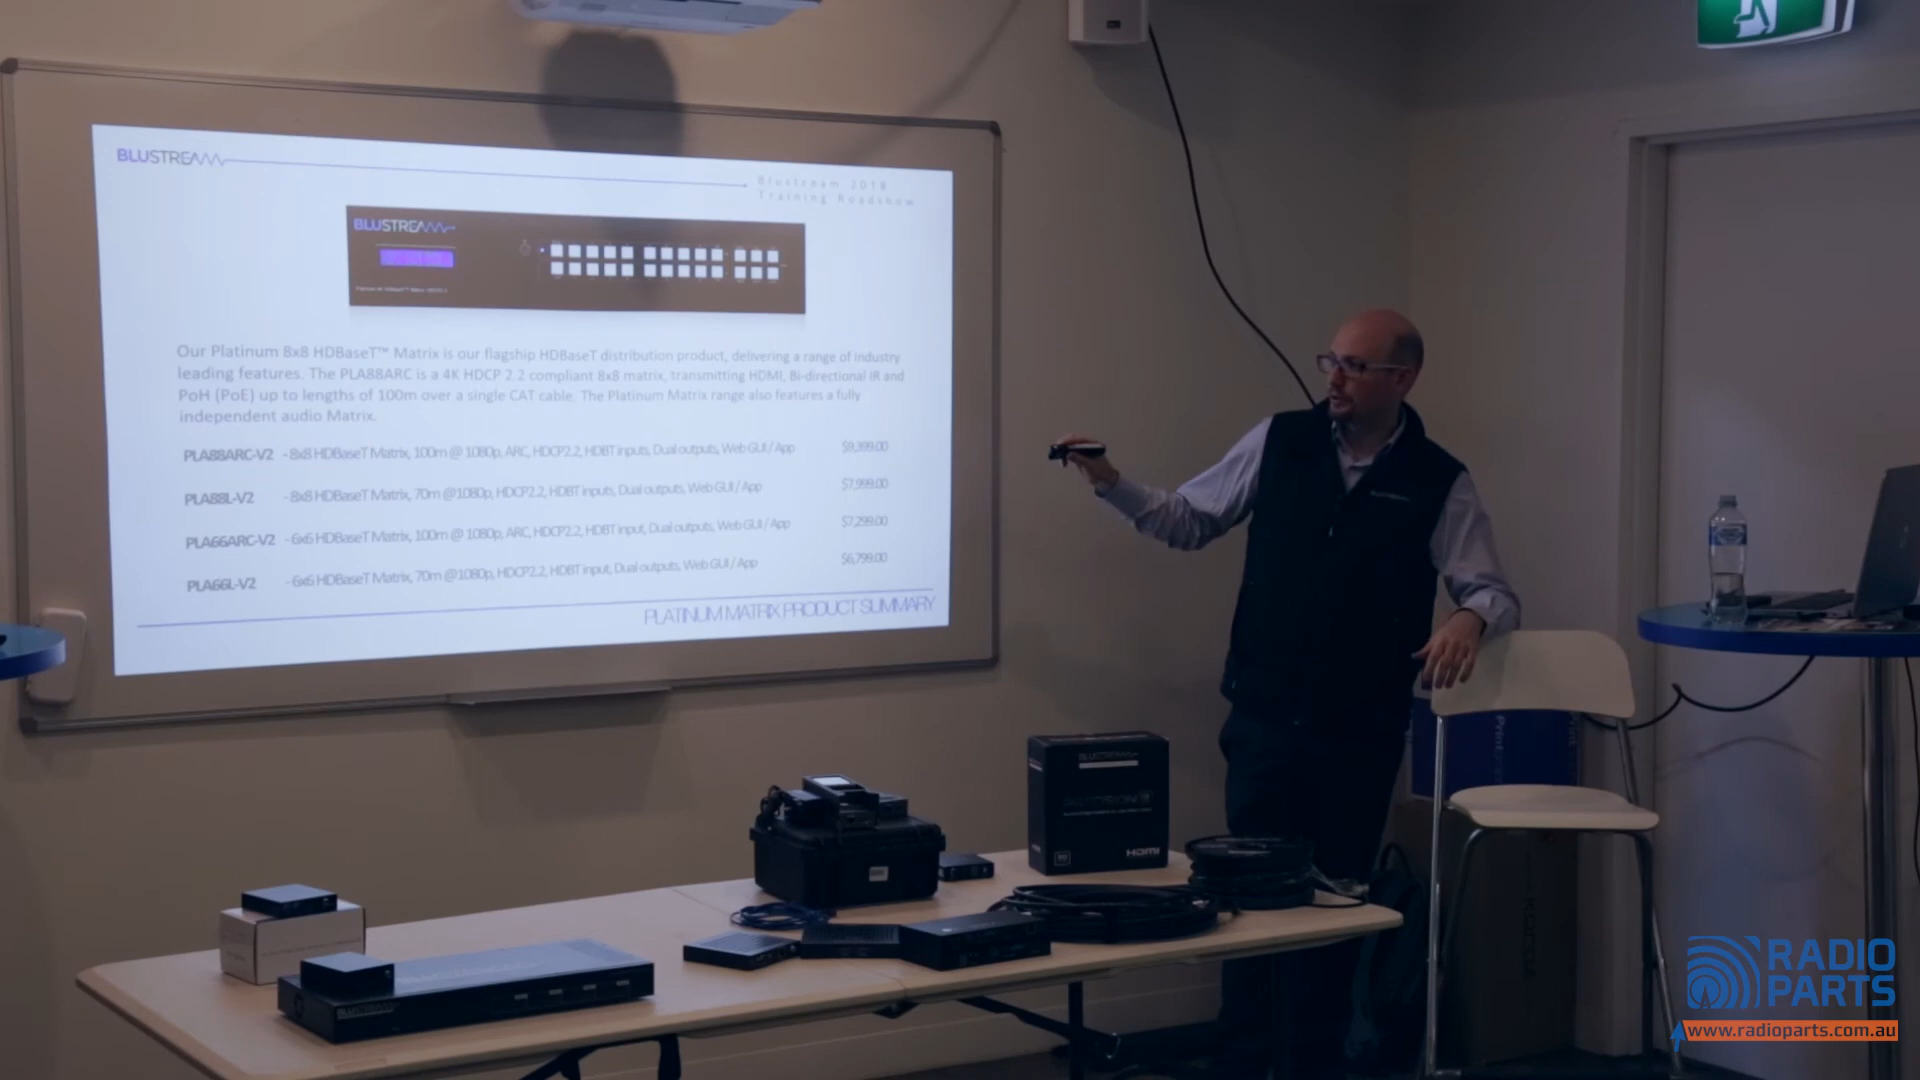 BLUSTREAM
Blustream 2018
Training Roadshow
BLUSTREAM
Our Platinum 8x8 HDBaseT™ Matrix is our flagship HDBaseT distribution product, delivering a range of industry
leading features. The PLA88ARC is a 4K HDCP 2.2 compliant 8x8 matrix, transmitting HDMI, Bi-directional IR and
PoH (PoE) up to lengths of 100m over a single CAT cable. The Platinum Matrix range also features a fully
independent audio Matrix.
PLA88ARC-V2 - 8x8 HDBaseT Matrix, 100m @ 1080p, ARC, HDCP2.2, HDBT inputs, Dual outputs, Web GUI / App $9,399.00
PLA88L-V2 - 8x8 HDBaseT Matrix, 70m @1080p, HDCP2.2, HDBT inputs, Dual outputs, Web GUI / App $7,999.00
PLA66ARC-V2 - 6x6 HDBaseT Matrix, 100m @ 1080p, ARC, HDCP2.2, HDBT input, Dual outputs, Web GUI / App $7,299.00
PLA66L-V2 - 6x6 HDBaseT Matrix, 70m @1080p, HDCP2.2, HDBT input, Dual outputs, Web GUI / App $6,799.00
PLATINUM MATRIX PRODUCT SUMMARY
BLUSTREAM
HDMI
BLUSTREAM
RADIO
PARTS
www.radioparts.com.au